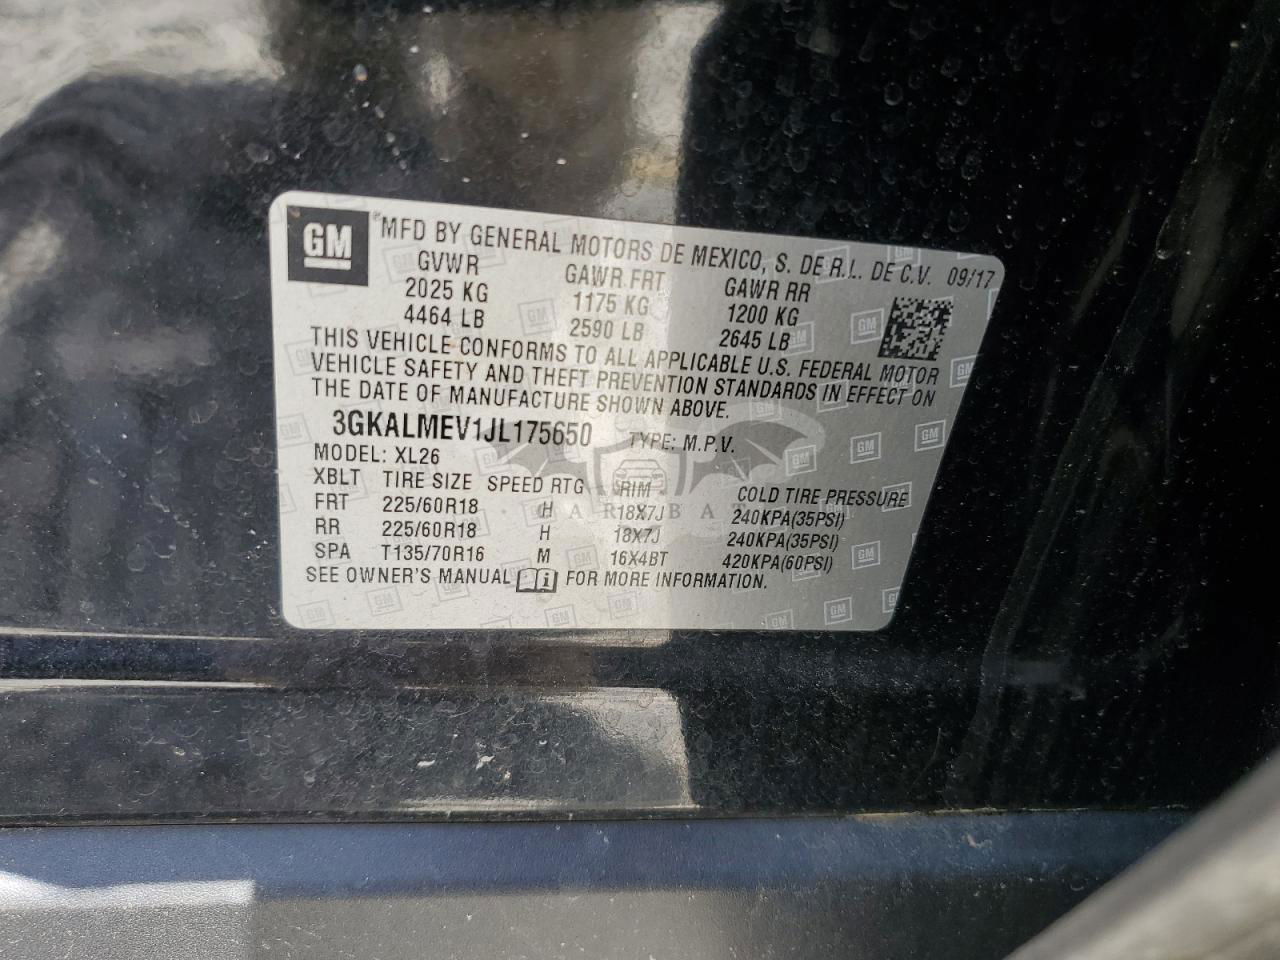 GM
MFD BY GENERAL MOTORS DE MEXICO, S. DE R.L. DE C.V. 09/17
GVWR GAWR FRT GAWR RR
2025 KG 1175 KG 1200 KG
4464 LB 2590 LB 2645 LB
THIS VEHICLE CONFORMS TO ALL APPLICABLE U.S. FEDERAL MOTOR
VEHICLE SAFETY AND THEFT PREVENTION STANDARDS IN EFFECT ON
THE DATE OF MANUFACTURE SHOWN ABOVE.
3GKALMEV1JL175650 TYPE: M.P.V.
MODEL: XL26
XBLT TIRE SIZE SPEED RTG RIM COLD TIRE PRESSURE
FRT 225/60R18 H 18X7J 240KPA(35PSI)
RR 225/60R18 H 18X7J 240KPA(35PSI)
SPA T135/70R16 M 16X4BT 420KPA(60PSI)
SEE OWNER'S MANUAL FOR MORE INFORMATION.